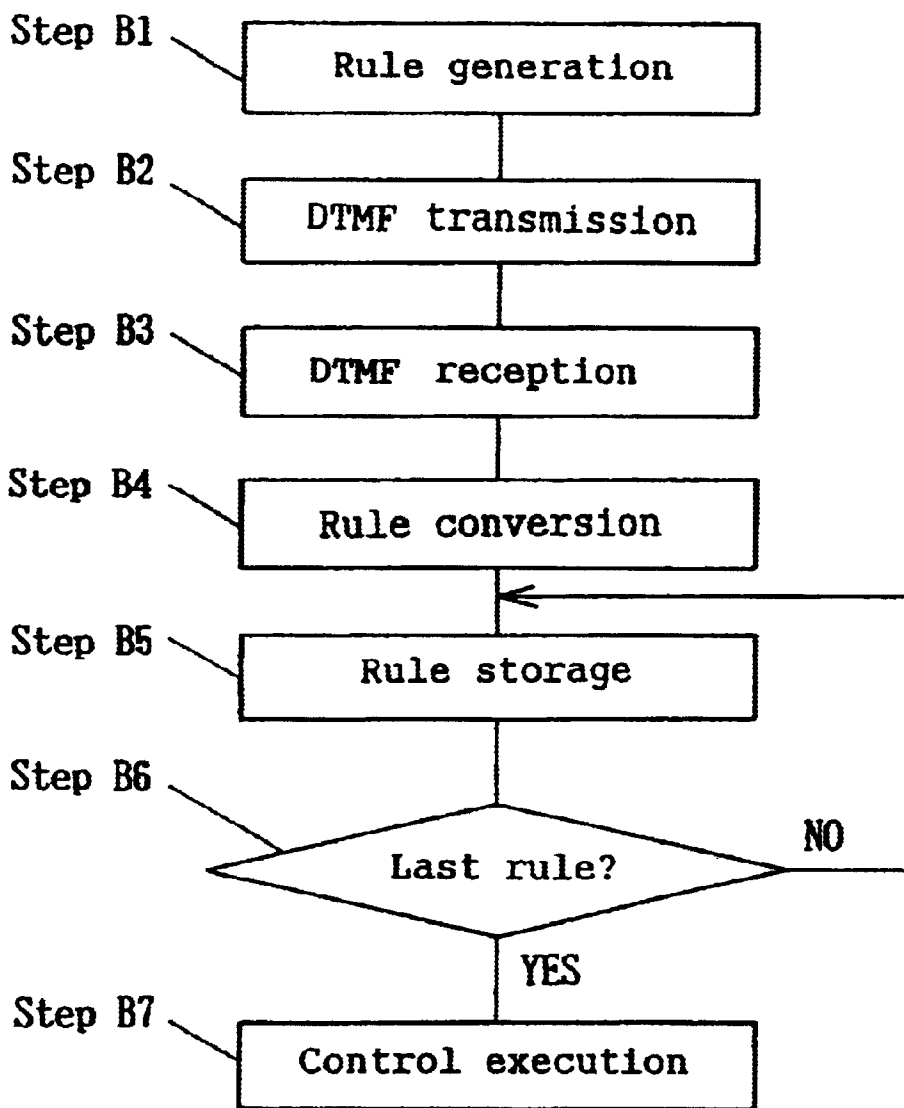 Step B1
Rule generation
Step B2
DTMF transmission
Step B3
DTMF reception
Step B4
Rule conversion
Step B5
Rule storage
Step B6
Last rule?
NO
YES
Step B7
Control execution